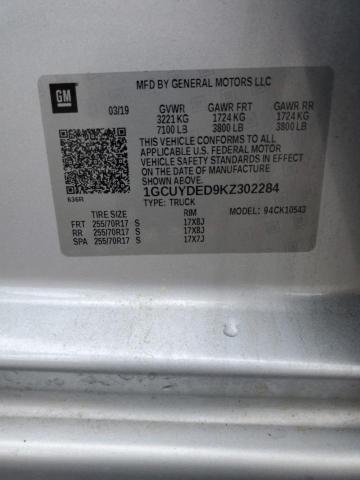 GM
MFD BY GENERAL MOTORS LLC
03/19 GVWR GAWR FRT GAWR RR
3221 KG 1724 KG 1724 KG
7100 LB 3800 LB 3800 LB
THIS VEHICLE CONFORMS TO ALL
APPLICABLE U.S. FEDERAL MOTOR VEHICLE
SAFETY STANDARDS IN EFFECT ON THE DATE
OF MANUFACTURE SHOWN ABOVE.
636R
1GCUYDED9KZ302284
TYPE: TRUCK MODEL: 94CK10543
TIRE SIZE RIM
FRT 255/70R17 S 17X8J
RR 255/70R17 S 17X8J
SPA 255/70R17 S 17X7J